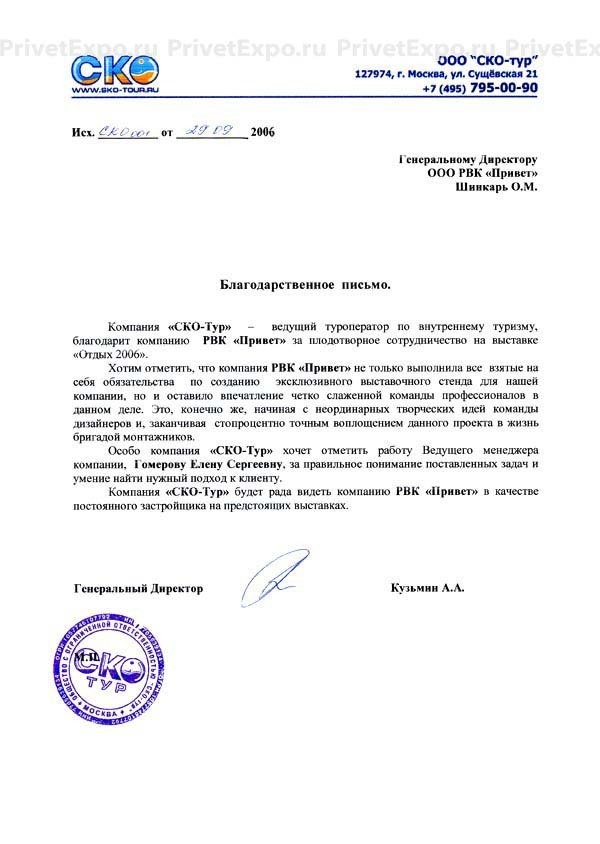 PrivetExpo.ru PrivetExpo.ru PrivetExpo.ru PrivetE
СКО
WWW.SKO-TOUR.RU
ООО "СКО-тур"
127974, г. Москва, ул. Сущёвская 21
+7 (495) 795-00-90
Исх. СКО 001 от 29 09 2006
Генеральному Директору
ООО РВК «Привет»
Шинкарь О.М.
Благодарственное письмо.
Компания «СКО-Тур» – ведущий туроператор по внутреннему туризму,
благодарит компанию РВК «Привет» за плодотворное сотрудничество на выставке
«Отдых 2006».
Хотим отметить, что компания РВК «Привет» не только выполнила все взятые на
себя обязательства по созданию эксклюзивного выставочного стенда для нашей
компании, но и оставило впечатление четко слаженной команды профессионалов в
данном деле. Это, конечно же, начиная с неординарных творческих идей команды
дизайнеров и, заканчивая стопроцентно точным воплощением данного проекта в жизнь
бригадой монтажников.
Особо компания «СКО-Тур» хочет отметить работу Ведущего менеджера
компании, Гомерову Елену Сергеевну, за правильное понимание поставленных задач и
умение найти нужный подход к клиенту.
Компания «СКО-Тур» будет рада видеть компанию РВК «Привет» в качестве
постоянного застройщика на предстоящих выставках.
Генеральный Директор
Кузьмин А.А.
М.П.
СКО
ТУР
ОБЩЕСТВО С ОГРАНИЧЕННОЙ ОТВЕТСТВЕННОСТЬЮ "СКО-тур"
МОСКВА